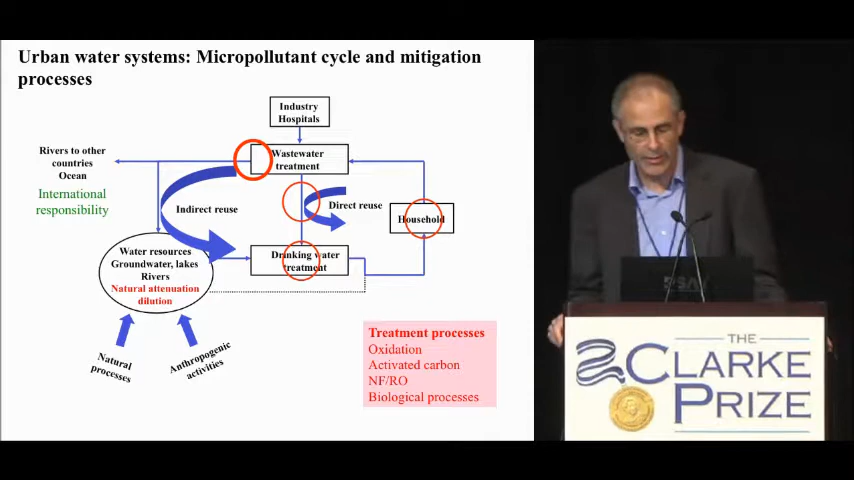 Urban water systems: Micropollutant cycle and mitigation
processes
Industry
Hospitals
Rivers to other
countries
Ocean
International
responsibility
Wastewater
treatment
Indirect reuse
Direct reuse
Household
Water resources
Groundwater, lakes
Rivers
Natural attenuation
dilution
Drinking water
treatment
Natural
processes
Anthropogenic
activities
Treatment processes
Oxidation
Activated carbon
NF/RO
Biological processes
THE
CLARKE
PRIZE